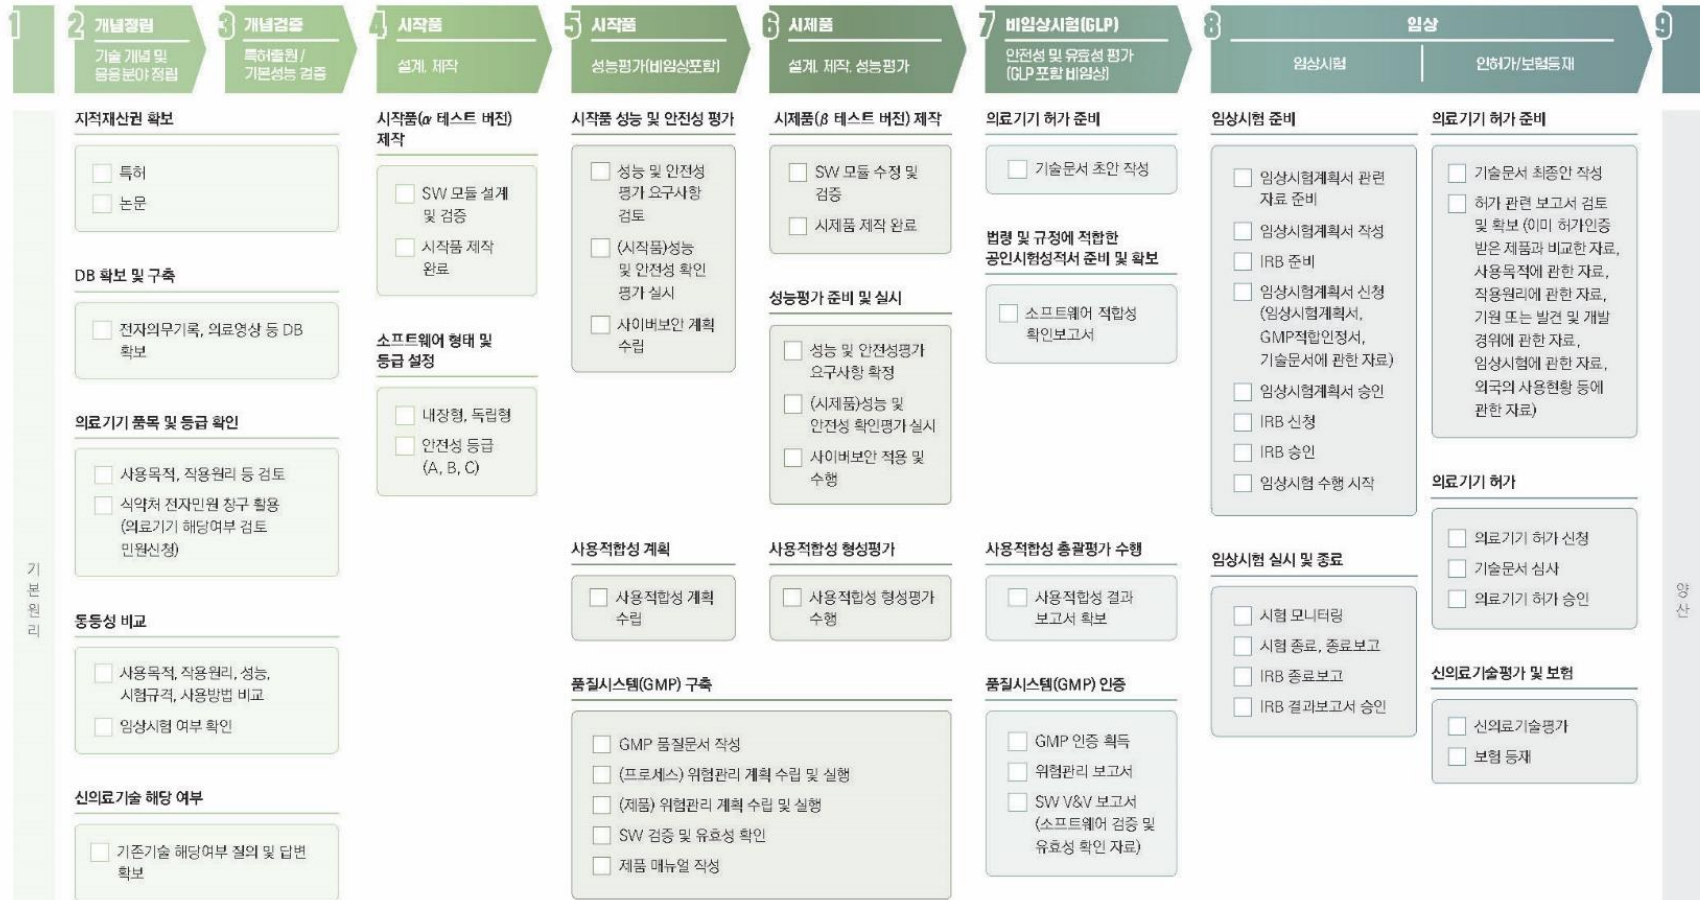 1
2 개념정립
기술 개념 및
응용분야 정립
3 개념검증
특허출원 /
기본성능 검증
4 시작품
설계, 제작
5 시작품
성능평가(비임상포함)
6 시제품
설계, 제작, 성능평가
7 비임상시험(GLP)
안전성 및 유효성 평가
(GLP 포함 비임상)
8 임상
임상시험
인허가/보험등재
9
기본원리
지적재산권 확보
특허
논문
DB 확보 및 구축
전자의무기록, 의료영상 등 DB
확보
의료기기 품목 및 등급 확인
사용목적, 작용원리 등 검토
식약처 전자민원 창구 활용
(의료기기 해당여부 검토
민원신청)
동등성 비교
사용목적, 작용원리, 성능,
시험규격, 사용방법 비교
임상시험 여부 확인
신의료기술 해당 여부
기존기술 해당여부 질의 및 답변
확보
시작품(α 테스트 버전)
제작
SW 모듈 설계
및 검증
시작품 제작
완료
소프트웨어 형태 및
등급 설정
내장형, 독립형
안전성 등급
(A, B, C)
시작품 성능 및 안전성 평가
성능 및 안전성
평가 요구사항
검토
(시작품)성능
및 안전성 확인
평가 실시
사이버보안 계획
수립
사용적합성 계획
사용적합성 계획
수립
시제품(β 테스트 버전) 제작
SW 모듈 수정 및
검증
시제품 제작 완료
성능평가 준비 및 실시
성능 및 안전성평가
요구사항 확정
(시제품)성능 및
안전성 확인평가 실시
사이버보안 적용 및
수행
사용적합성 형성평가
사용적합성 형성평가
수행
품질시스템(GMP) 구축
GMP 품질문서 작성
(프로세스) 위험관리 계획 수립 및 실행
(제품) 위험관리 계획 수립 및 실행
SW 검증 및 유효성 확인
제품 매뉴얼 작성
의료기기 허가 준비
기술문서 초안 작성
법령 및 규정에 적합한
공인시험성적서 준비 및 확보
소프트웨어 적합성
확인보고서
사용적합성 총괄평가 수행
사용적합성 결과
보고서 확보
품질시스템(GMP) 인증
GMP 인증 획득
위험관리 보고서
SW V&V 보고서
(소프트웨어 검증 및
유효성 확인 자료)
임상시험 준비
임상시험계획서 관련
자료 준비
임상시험계획서 작성
IRB 준비
임상시험계획서 신청
(임상시험계획서,
GMP적합인정서,
기술문서에 관한 자료)
임상시험계획서 승인
IRB 신청
IRB 승인
임상시험 수행 시작
임상시험 실시 및 종료
시험 모니터링
시험 종료, 종료보고
IRB 종료보고
IRB 결과보고서 승인
의료기기 허가 준비
기술문서 최종안 작성
허가 관련 보고서 검토
및 확보 (이미 허가인증
받은 제품과 비교한 자료,
사용목적에 관한 자료,
작용원리에 관한 자료,
기원 또는 발견 및 개발
경위에 관한 자료,
임상시험에 관한 자료,
외국의 사용현황 등에
관한 자료)
의료기기 허가
의료기기 허가 신청
기술문서 심사
의료기기 허가 승인
신의료기술평가 및 보험
신의료기술평가
보험 등재
양산